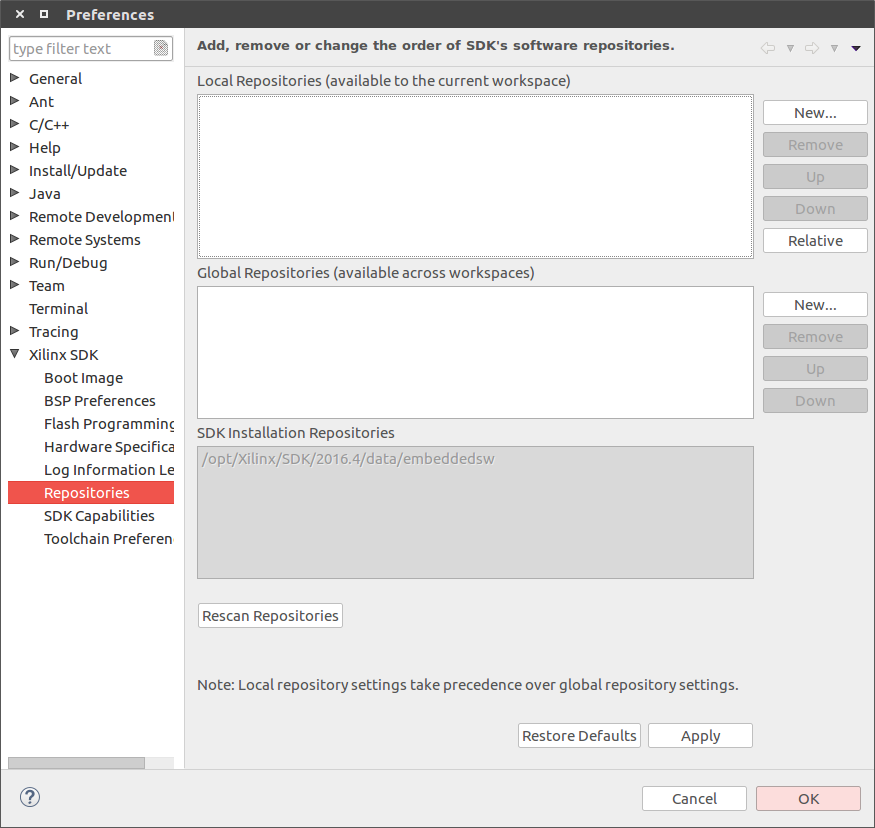 Preferences
type filter text
General
Ant
C/C++
Help
Install/Update
Java
Remote Development
Remote Systems
Run/Debug
Team
Terminal
Tracing
Xilinx SDK
Boot Image
BSP Preferences
Flash Programming
Hardware Specifica
Log Information Le
Repositories
SDK Capabilities
Toolchain Preferen
Add, remove or change the order of SDK's software repositories.
Local Repositories (available to the current workspace)
New...
Remove
Up
Down
Relative
Global Repositories (available across workspaces)
New...
Remove
Up
Down
SDK Installation Repositories
/opt/Xilinx/SDK/2016.4/data/embeddedsw
Rescan Repositories
Note: Local repository settings take precedence over global repository settings.
Restore Defaults
Apply
?
Cancel
OK